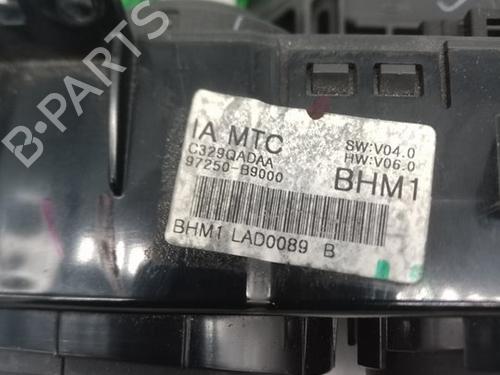 IA MTC
SW:V04.0
C329QADAA
HW:V06.0
97250-B9000
BHM1
BHM1 LAD0089 B
B PARTS